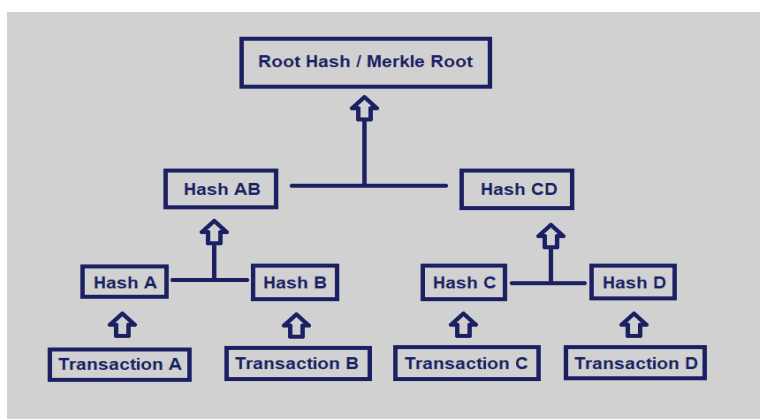 Root Hash / Merkle Root
Hash AB
Hash CD
Hash A
Hash B
Hash C
Hash D
Transaction A
Transaction B
Transaction C
Transaction D